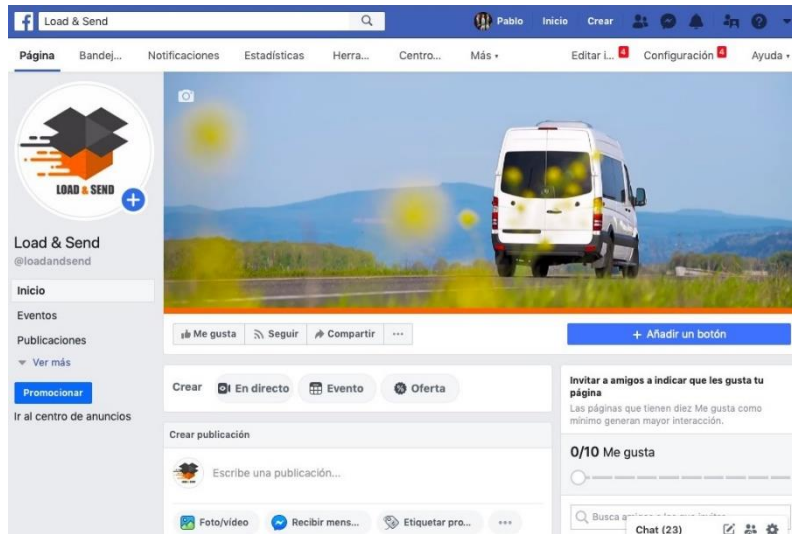 Load & Send
Pablo Inicio Crear
Página Bandej... Notificaciones Estadísticas Herra... Centro... Más Editar i... 4 Configuración 4 Ayuda
LOAD & SEND
Load & Send
@loadandsend
Inicio
Eventos
Publicaciones
Ver más
Promocionar
Ir al centro de anuncios
Me gusta Seguir Compartir ...
+ Añadir un botón
Crear En directo Evento Oferta
Crear publicación
Escribe una publicación...
Foto/vídeo Recibir mens... Etiquetar pro... ...
Invitar a amigos a indicar que les gusta tu
página
Las páginas que tienen diez Me gusta como
mínimo generan mayor interacción.
0/10 Me gusta
Busca
Chat (23)